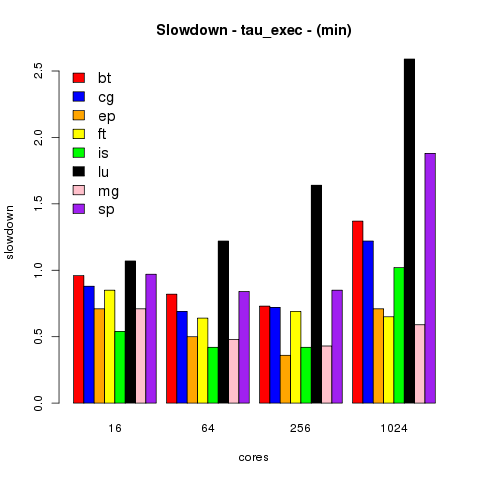 Slowdown - tau_exec - (min)
slowdown
2.5
2.0
1.5
1.0
0.5
0.0
bt
cg
ep
ft
is
lu
mg
sp
16 64 256 1024
cores